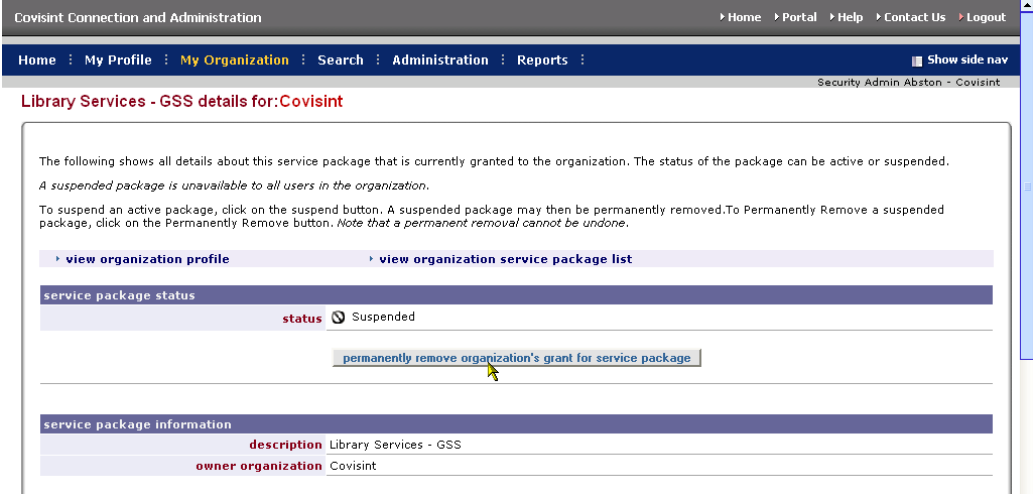 Covisint Connection and Administration
Home Portal Help Contact Us Logout
Home My Profile My Organization Search Administration Reports Show side nav
Security Admin Abston - Covisint
Library Services - GSS details for:Covisint
The following shows all details about this service package that is currently granted to the organization. The status of the package can be active or suspended.
A suspended package is unavailable to all users in the organization.
To suspend an active package, click on the suspend button. A suspended package may then be permanently removed.To Permanently Remove a suspended
package, click on the Permanently Remove button. Note that a permanent removal cannot be undone.
view organization profile view organization service package list
service package status
status Suspended
permanently remove organization's grant for service package
service package information
description Library Services - GSS
owner organization Covisint